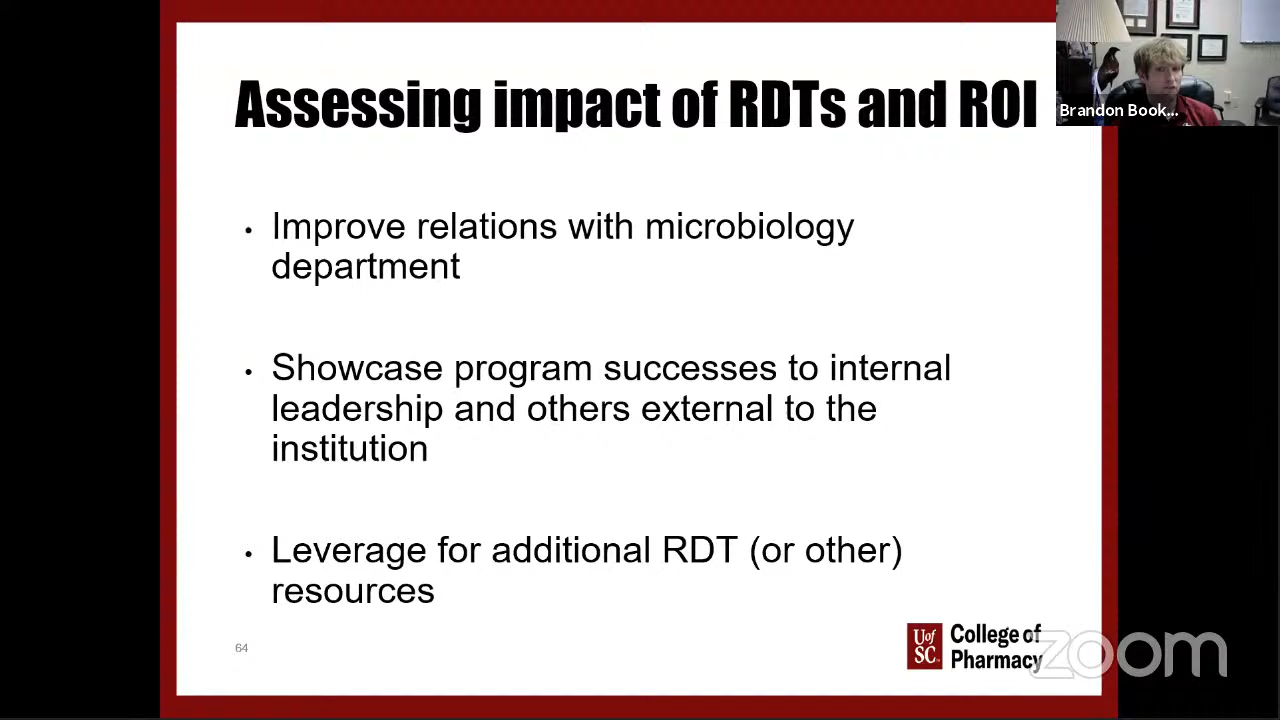 Assessing impact of RDTs and ROI
Brandon Book...
• Improve relations with microbiology
department
• Showcase program successes to internal
leadership and others external to the
institution
• Leverage for additional RDT (or other)
resources
64
Uof
SC
College of
Pharmacy
zoom